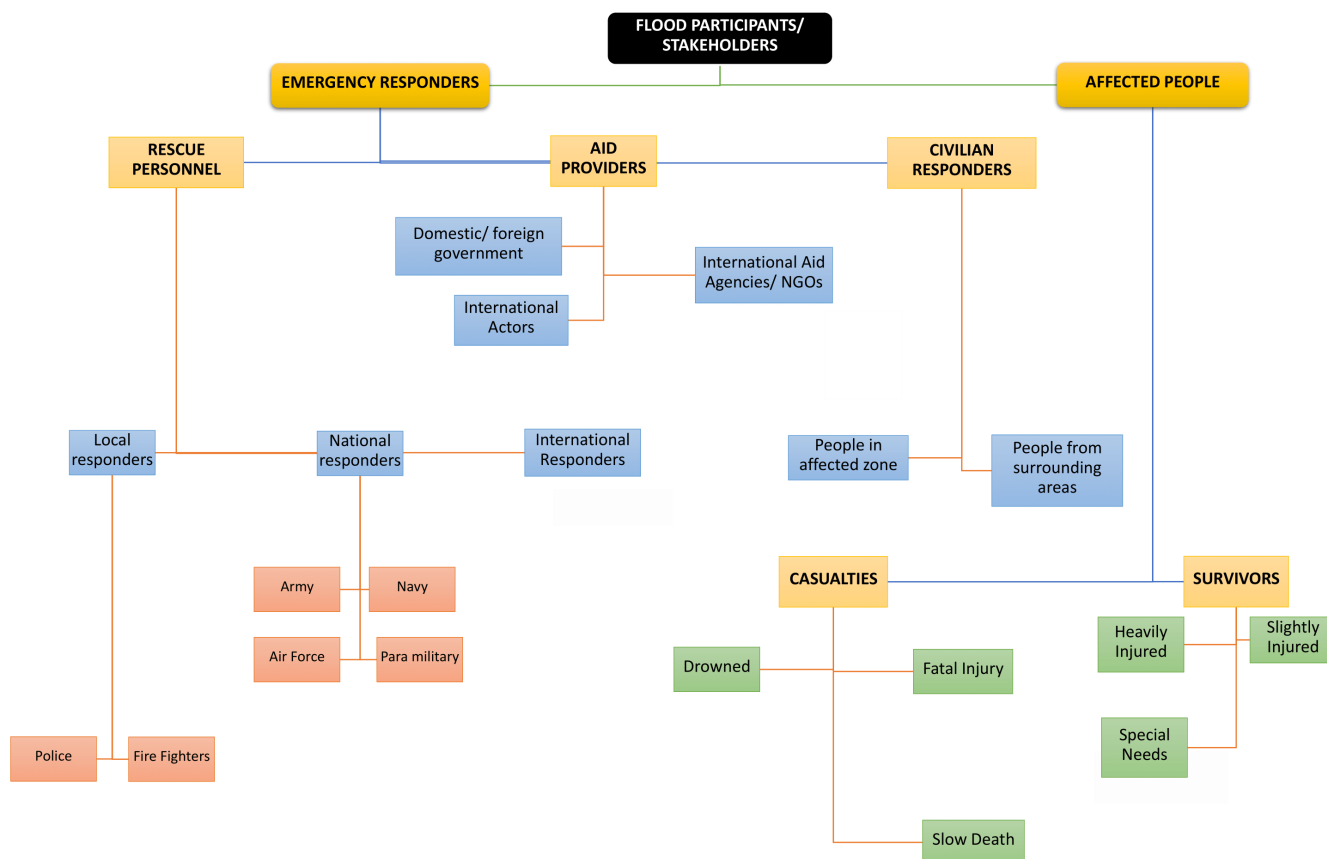 FLOOD PARTICIPANTS/
STAKEHOLDERS
EMERGENCY RESPONDERS
AFFECTED PEOPLE
RESCUE
PERSONNEL
AID
PROVIDERS
CIVILIAN
RESPONDERS
Domestic/ foreign
government
International Aid
Agencies/ NGOs
International
Actors
Local
responders
National
responders
International
Responders
People in
affected zone
People from
surrounding
areas
Army
Navy
Air Force
Para military
Police
Fire Fighters
CASUALTIES
SURVIVORS
Drowned
Fatal Injury
Slow Death
Heavily
Injured
Slightly
Injured
Special
Needs